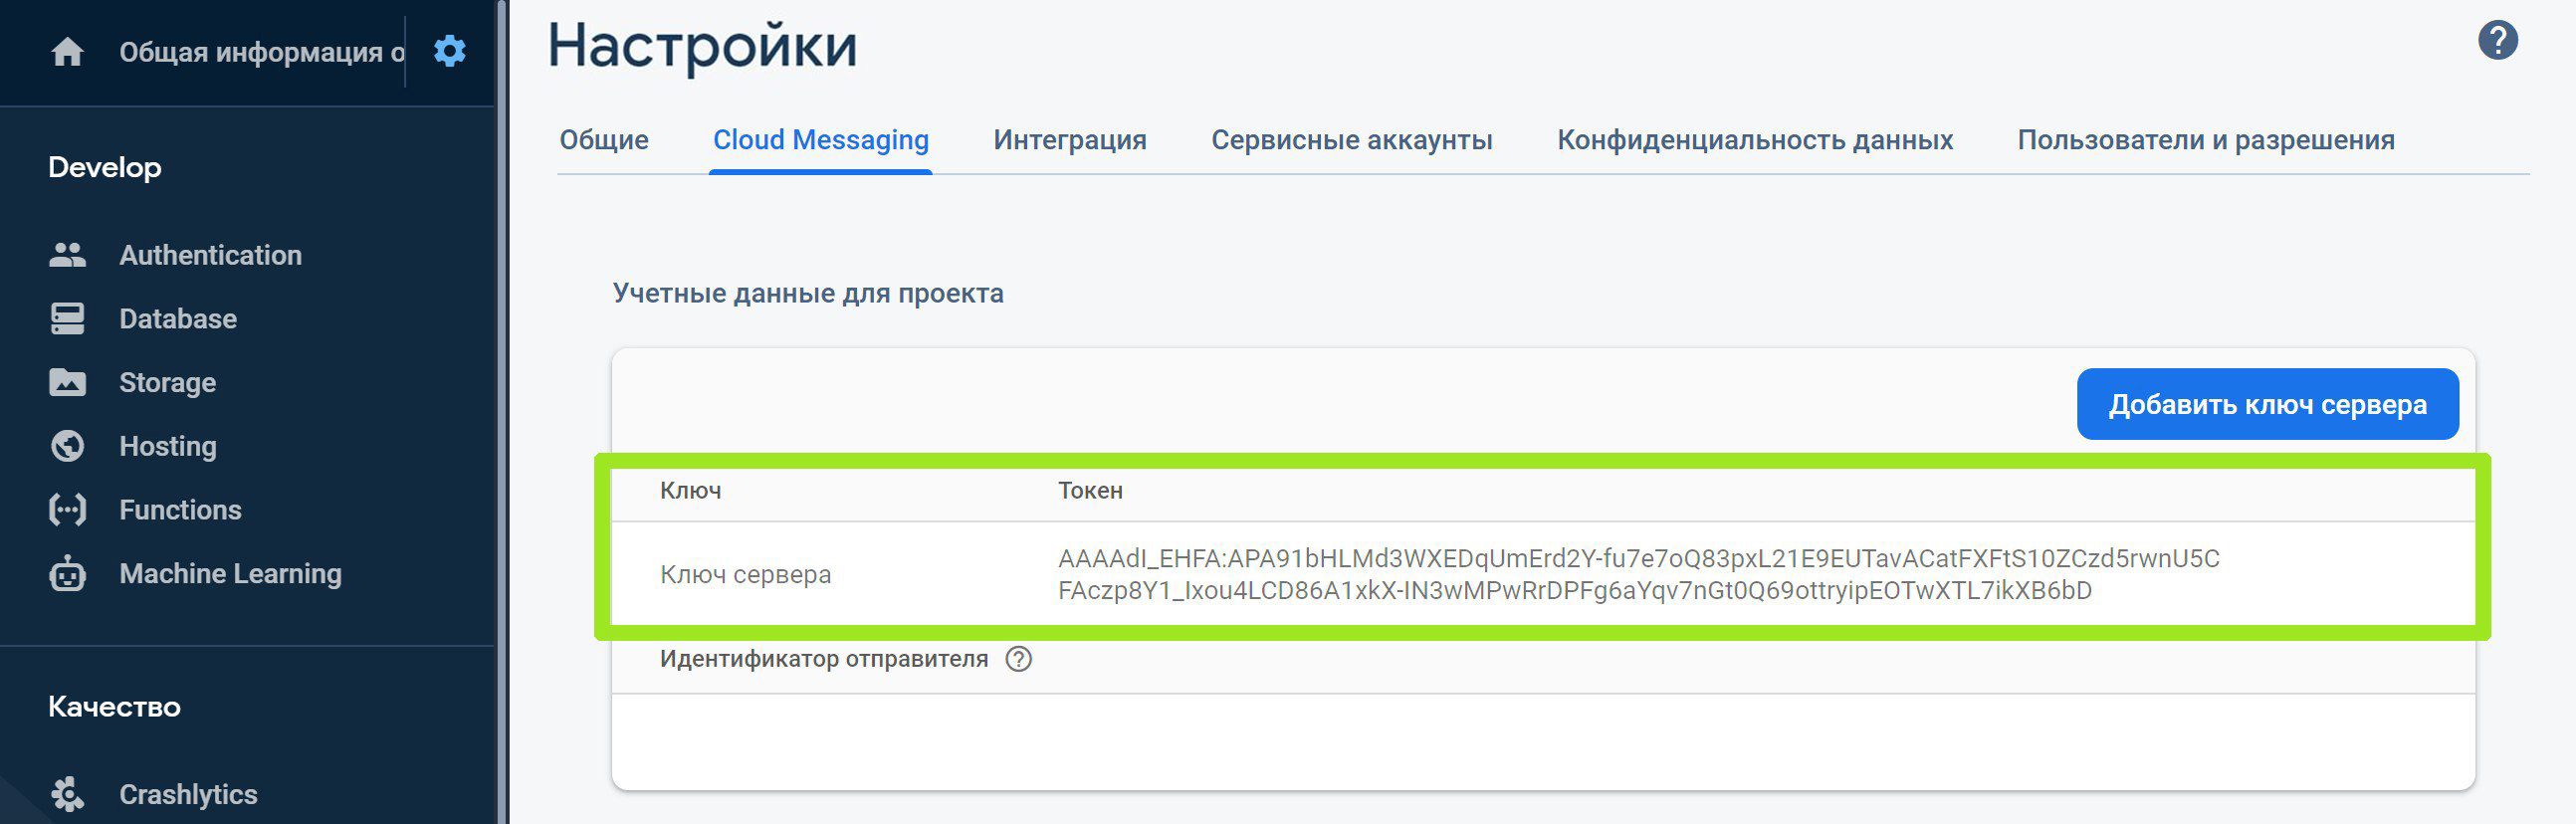 Общая информация о
Develop
Authentication
Database
Storage
Hosting
Functions
Machine Learning
Качество
Crashlytics
Настройки
Общие Cloud Messaging Интеграция Сервисные аккаунты Конфиденциальность данных Пользователи и разрешения
Учетные данные для проекта
Добавить ключ сервера
Ключ Токен
Ключ сервера
AAAAdI_EHFA:APA91bHLMd3WXEDqUmErd2Y-fu7e7oQ83pxL21E9EUTavACatFXFtS10ZCzd5rwnU5C
FAczp8Y1_Ixou4LCD86A1xkX-IN3wMPwRrDPFg6aYqv7nGt0Q69ottryipEOTwXTL7ikXB6bD
Идентификатор отправителя